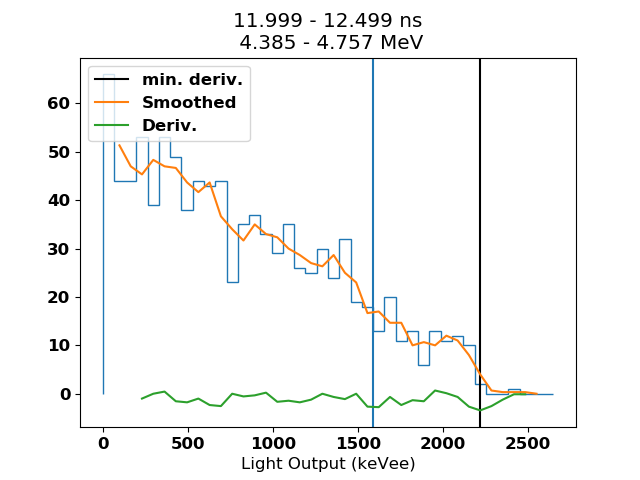 11.999 - 12.499 ns
4.385 - 4.757 MeV
min. deriv.
Smoothed
Deriv.
60
50
40
30
20
10
0
0 500 1000 1500 2000 2500
Light Output (keVee)